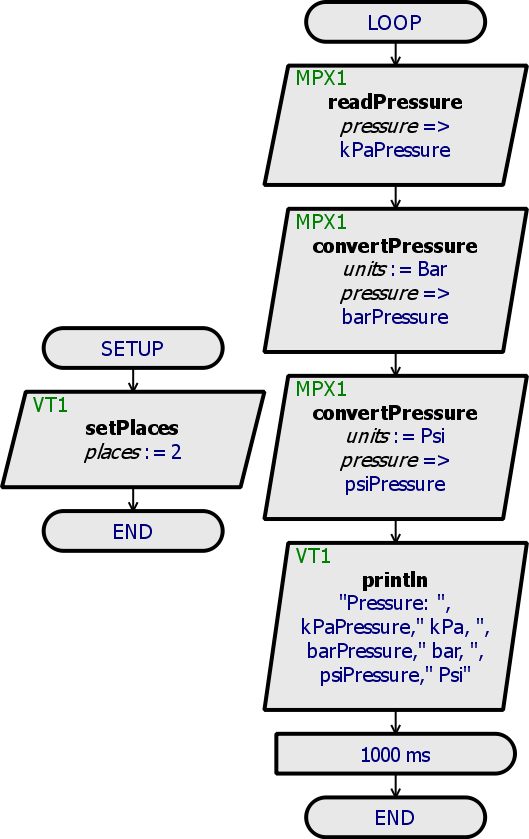 SETUP
VT1
setPlaces
places := 2
END
LOOP
MPX1
readPressure
pressure =>
kPaPressure
MPX1
convertPressure
units := Bar
pressure =>
barPressure
MPX1
convertPressure
units := Psi
pressure =>
psiPressure
VT1
println
"Pressure: ",
kPaPressure," kPa, ",
barPressure," bar, ",
psiPressure," Psi"
1000 ms
END